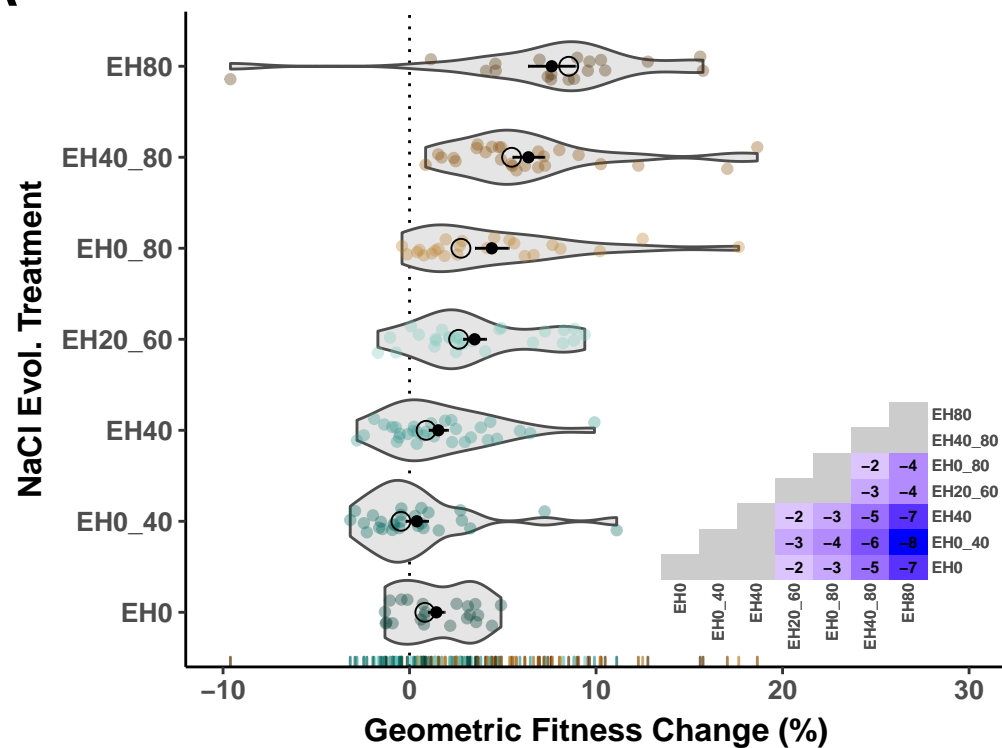 EH80
EH40_80
EH0_80
EH20_60
EH40
EH0_40
EH0
NaCl Evol. Treatment
−10 0 10 20 30
Geometric Fitness Change (%)
EH80
EH40_80
−2 −4 EH0_80
−3 −4 EH20_60
−2 −3 −5 −7 EH40
−3 −4 −6 −8 EH0_40
−2 −3 −5 −7 EH0
EH0 EH0_40 EH40 EH20_60 EH0_80 EH40_80 EH80